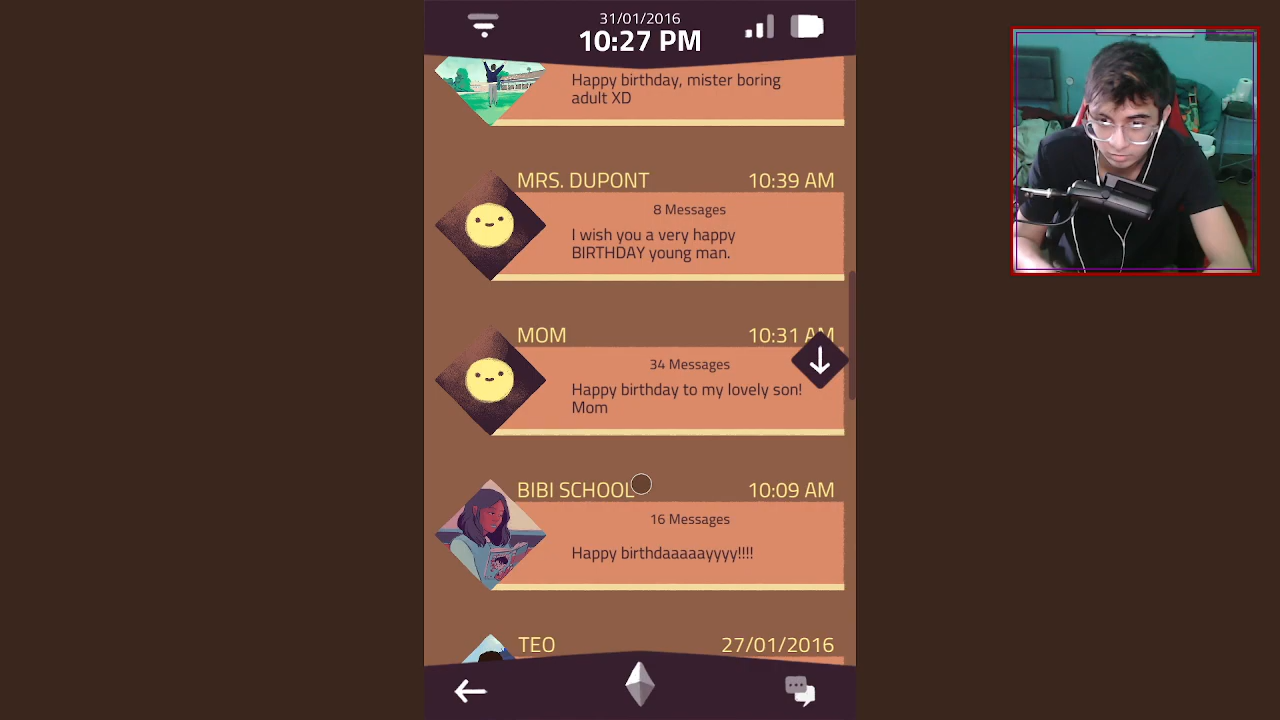 31/01/2016
10:27 PM
Happy birthday, mister boring
adult XD
MRS. DUPONT 10:39 AM
8 Messages
I wish you a very happy
BIRTHDAY young man.
MOM 10:31 AM
34 Messages
Happy birthday to my lovely son!
Mom
BIBI SCHOOL 10:09 AM
16 Messages
Happy birthdaaaaayyyy!!!!
TEO 27/01/2016